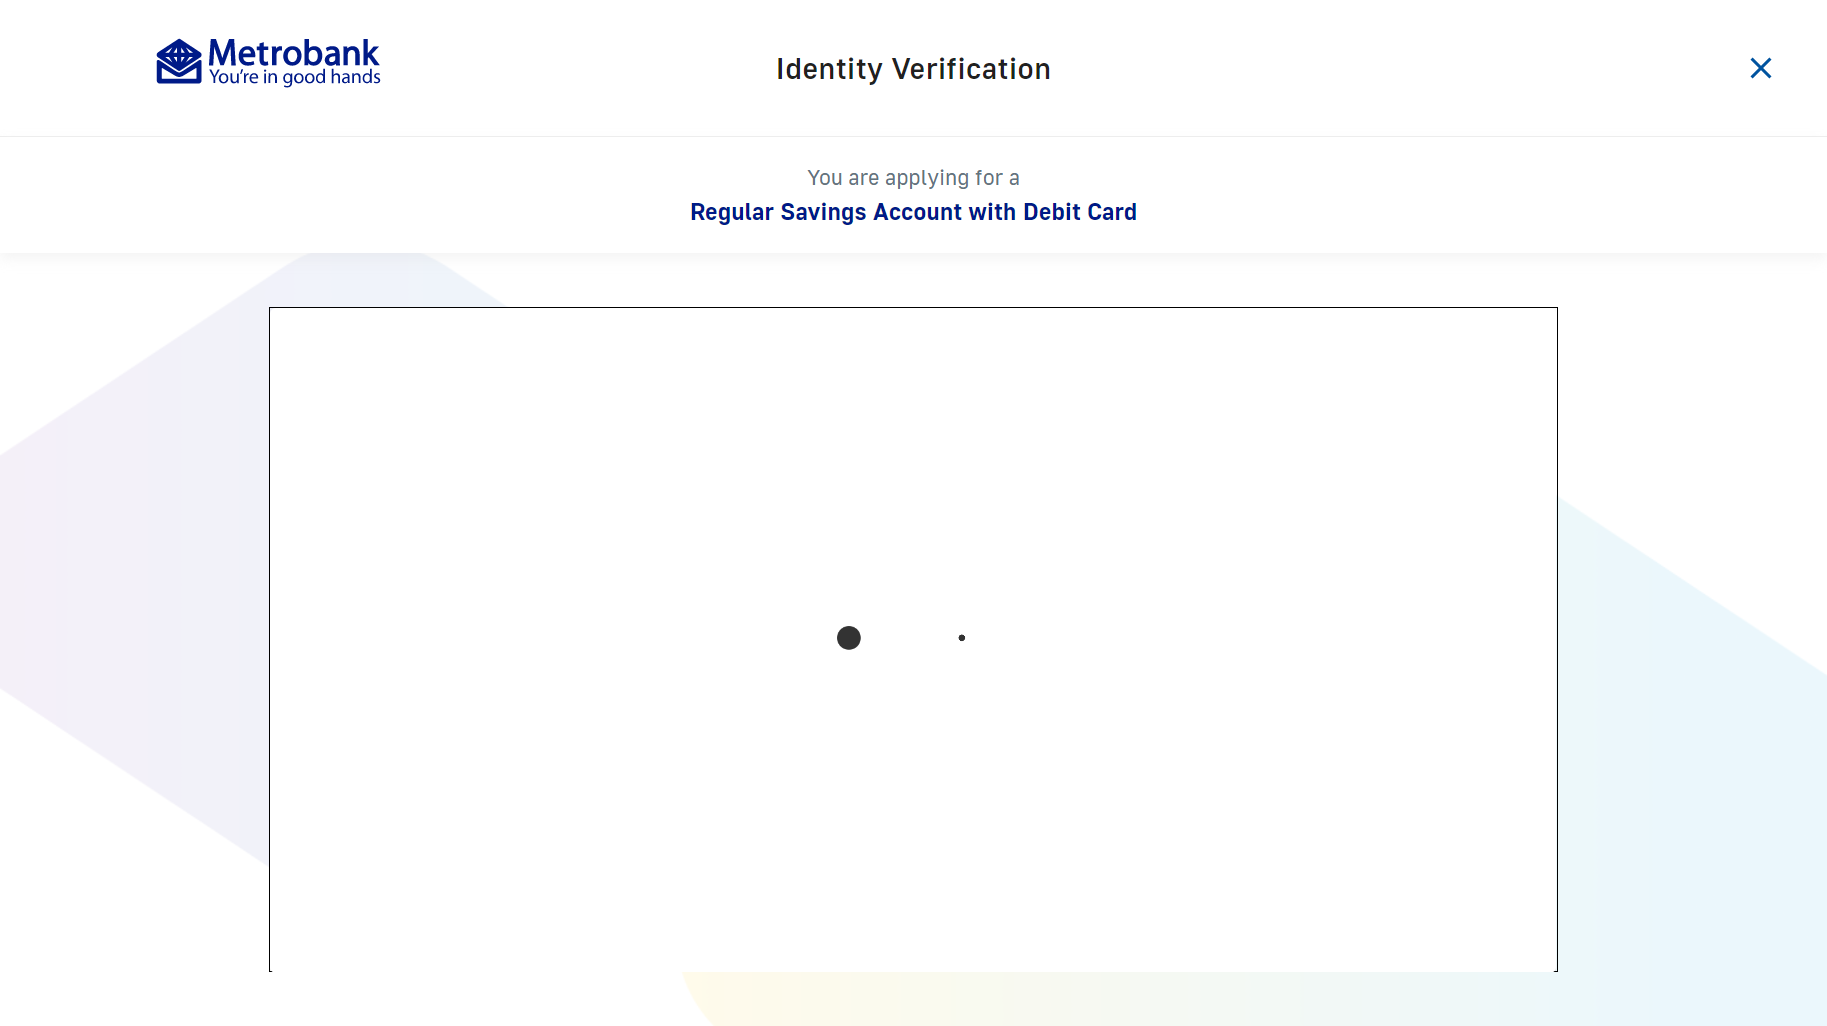 Metrobank
You're in good hands
Identity Verification
You are applying for a
Regular Savings Account with Debit Card